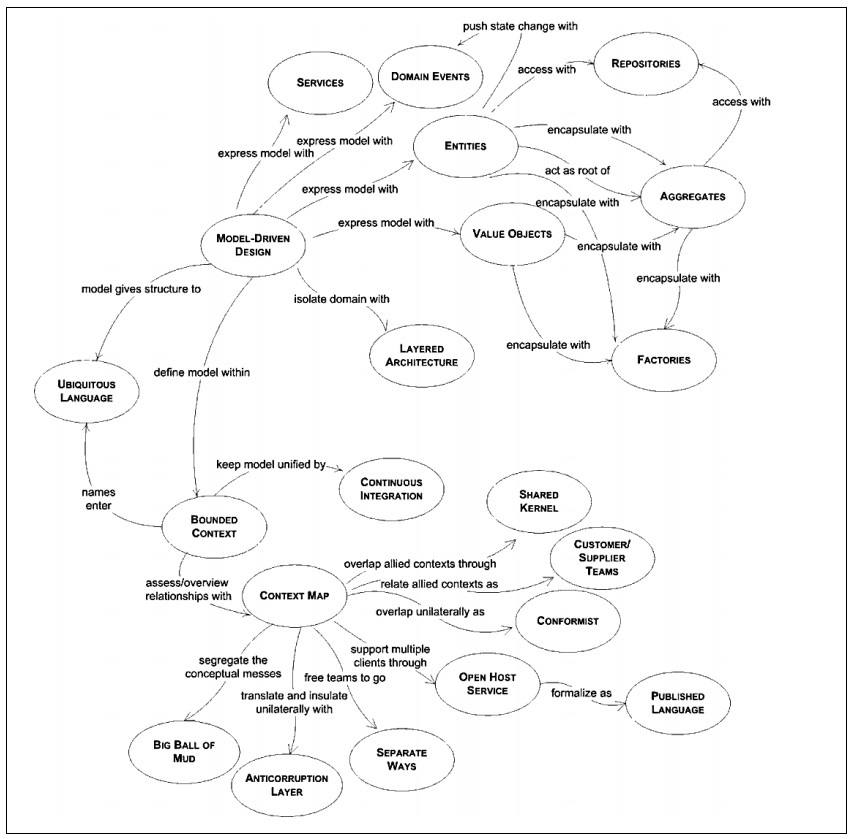 push state change with
SERVICES
DOMAIN EVENTS
access with
REPOSITORIES
access with
express model with
express model with
ENTITIES
encapsulate with
act as root of
express model with
encapsulate with
AGGREGATES
MODEL-DRIVEN
DESIGN
express model with
VALUE OBJECTS
encapsulate with
model gives structure to
isolate domain with
encapsulate with
LAYERED
ARCHITECTURE
encapsulate with
FACTORIES
UBIQUITOUS
LANGUAGE
define model within
keep model unified by
CONTINUOUS
INTEGRATION
names
enter
BOUNDED
CONTEXT
SHARED
KERNEL
overlap allied contexts through
CUSTOMER/
SUPPLIER
TEAMS
assess/overview
relationships with
CONTEXT MAP
relate allied contexts as
overlap unilaterally as
CONFORMIST
segregate the
conceptual messes
support multiple
clients through
free teams to go
OPEN HOST
SERVICE
formalize as
PUBLISHED
LANGUAGE
translate and insulate
unilaterally with
BIG BALL OF
MUD
ANTICORRUPTION
LAYER
SEPARATE
WAYS